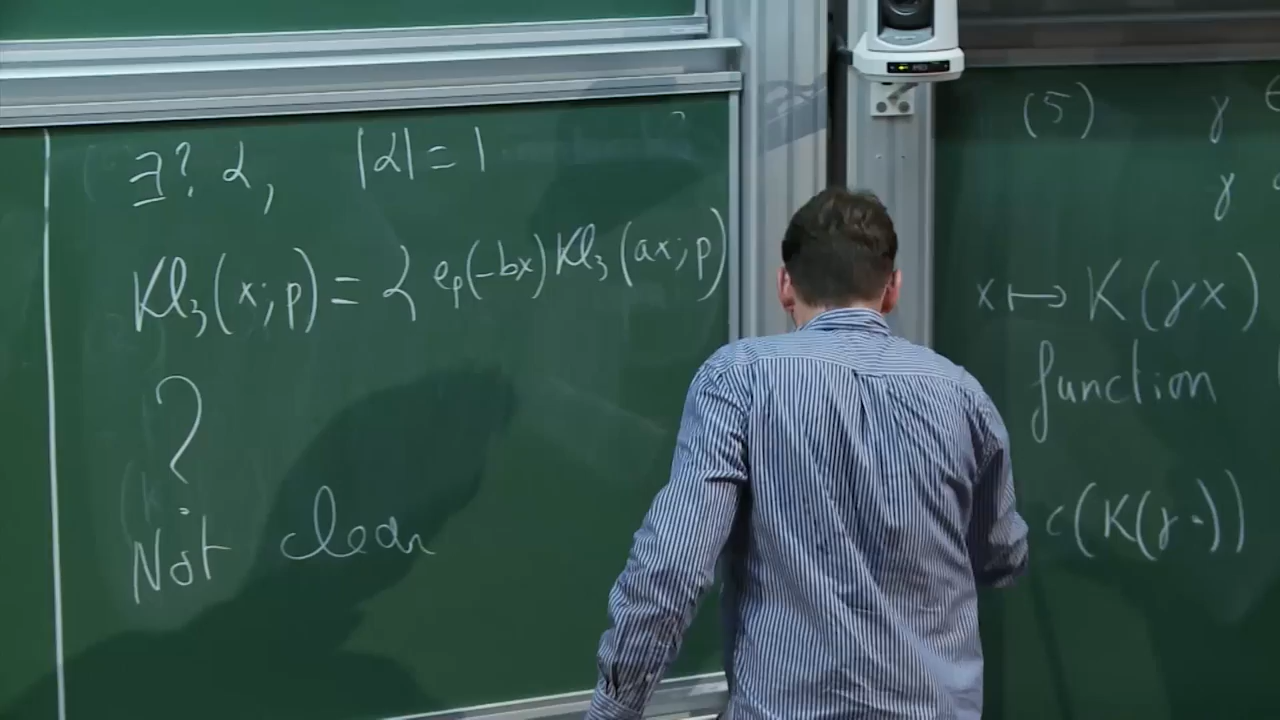 ∃? α, |α| = 1
Kl₃(x; p) = α eₚ(-bx) Kl₃(ax; p)
?
Not clear
(5) γ
γ
x ↦ K(γx)
function
c(K(γ·))